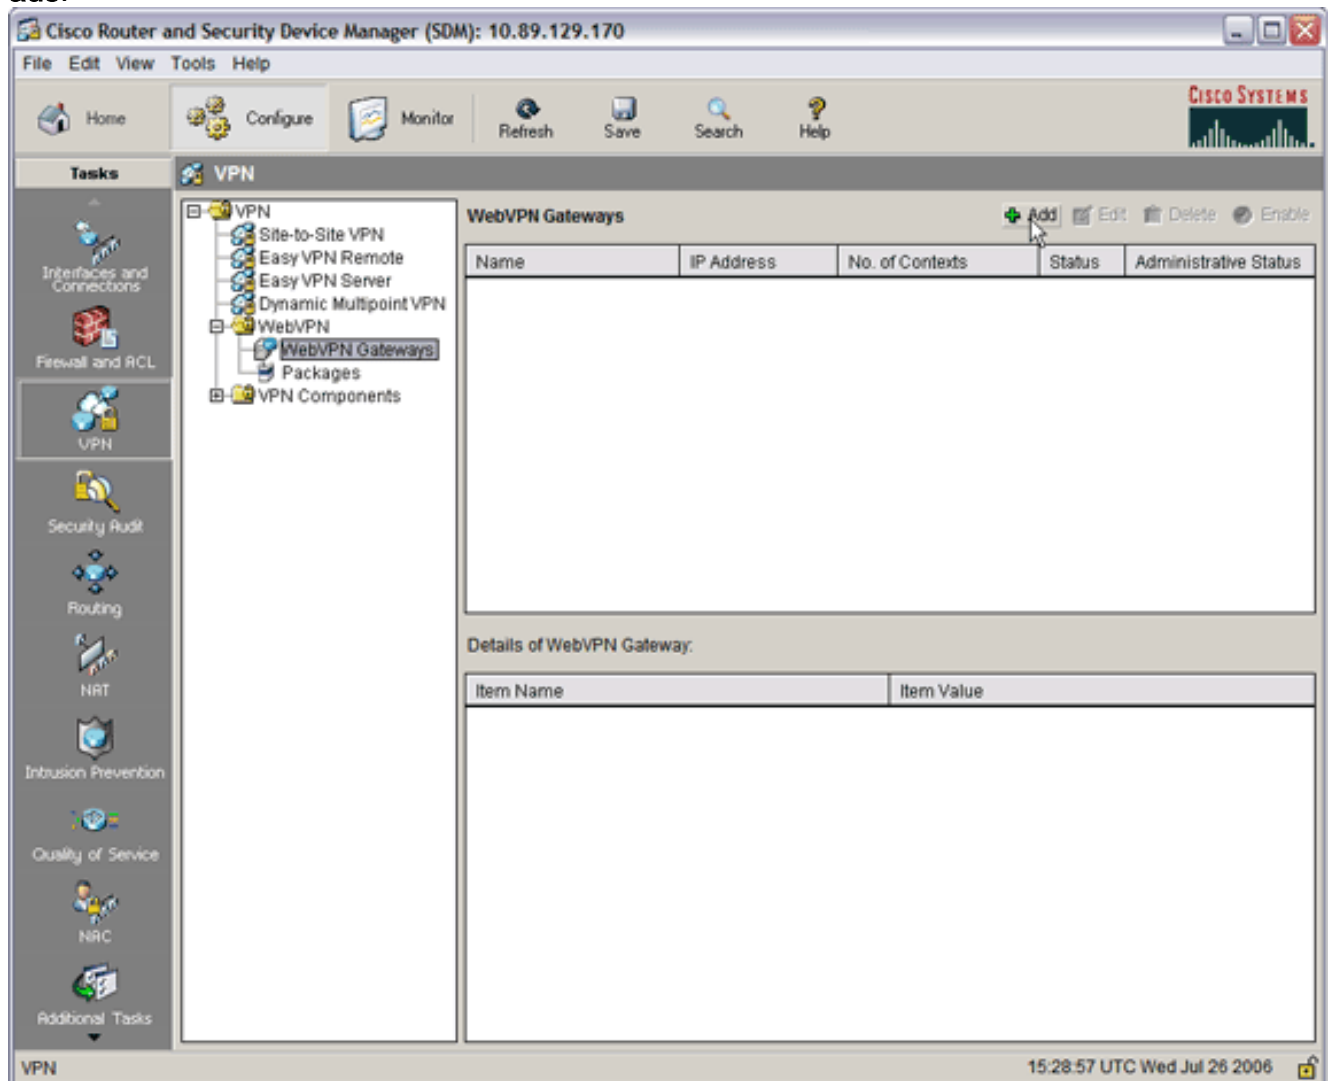 Cisco Router and Security Device Manager (SDM): 10.89.129.170
File Edit View Tools Help
Home Configure Monitor Refresh Save Search Help
CISCO SYSTEMS
Tasks
VPN
Interfaces and Connections
Firewall and ACL
VPN
Security Audit
Routing
NAT
Intrusion Prevention
Quality of Service
NAC
Additional Tasks
VPN
Site-to-Site VPN
Easy VPN Remote
Easy VPN Server
Dynamic Multipoint VPN
WebVPN
WebVPN Gateways
Packages
VPN Components
WebVPN Gateways
Add Edit Delete Enable
Name IP Address No. of Contexts Status Administrative Status
Details of WebVPN Gateway:
Item Name Item Value
VPN
15:28:57 UTC Wed Jul 26 2006